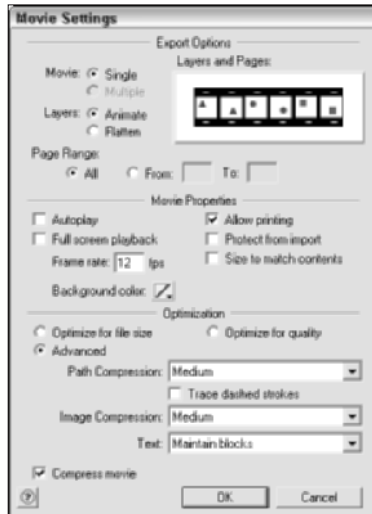 Movie Settings
Export Options
Movie: Single
Multiple
Layers and Pages:
Layers: Animate
Flatten
Page Range:
All From: To:
Movie Properties
Autoplay Allow printing
Full screen playback Protect from import
Frame rate: 12 fps Size to match contents
Background color:
Optimization
Optimize for file size Optimize for quality
Advanced
Path Compression: Medium
Trace dashed strokes
Image Compression: Medium
Text: Maintain blocks
Compress movie
? OK Cancel